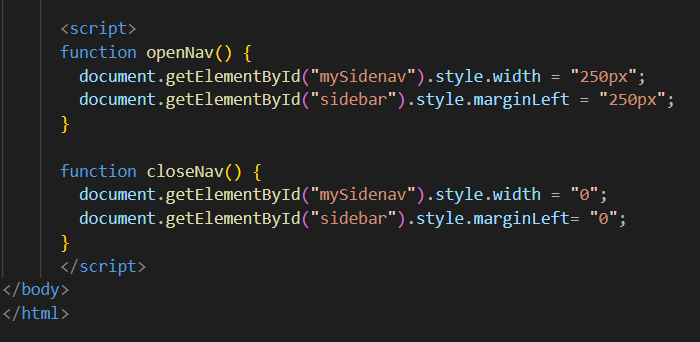 <script>
function openNav() {
document.getElementById("mySidenav").style.width = "250px";
document.getElementById("sidebar").style.marginLeft = "250px";
}
function closeNav() {
document.getElementById("mySidenav").style.width = "0";
document.getElementById("sidebar").style.marginLeft= "0";
}
</script>
</body>
</html>